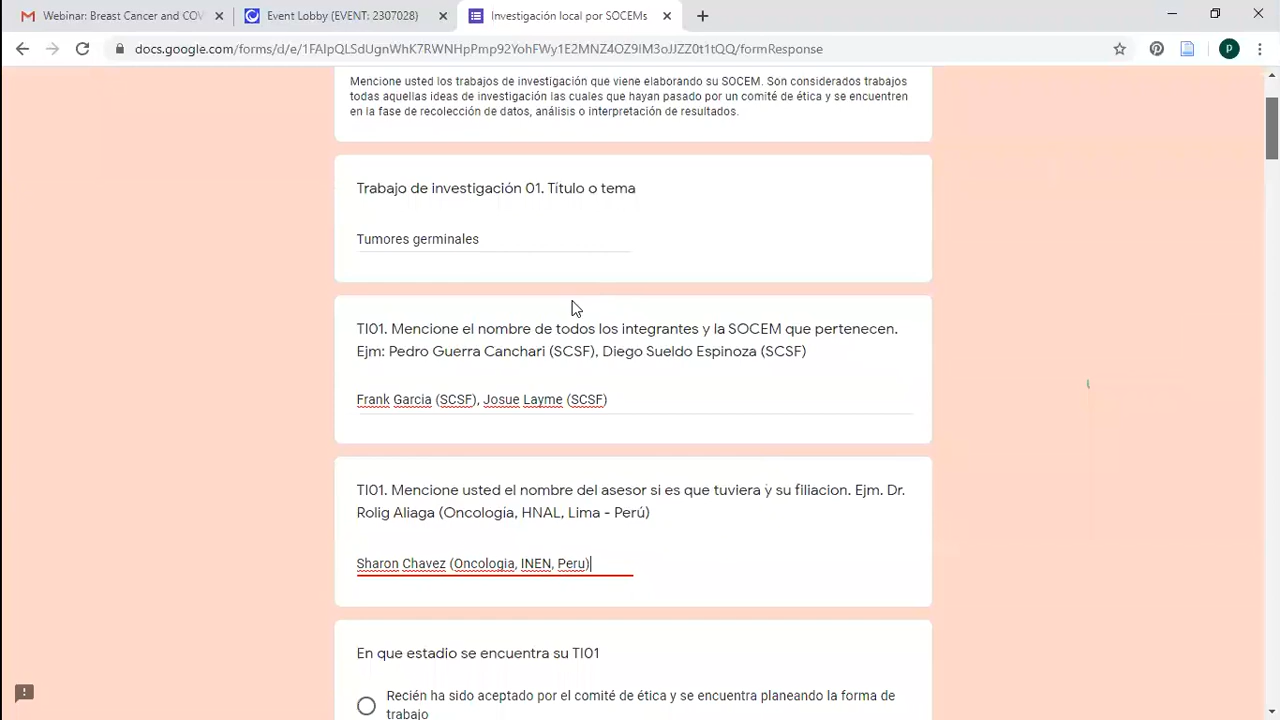 Webinar: Breast Cancer and COV
Event Lobby (EVENT: 2307028)
Investigación local por SOCEMs
docs.google.com/forms/d/e/1FAIpQLSdUgnWhK7RWNHpPmp92YonFWy1E2MNZ4OZ9IM3oJJZZ0t1tQQ/formResponse
P
Mencione usted los trabajos de investigación que viene elaborando su SOCEM. Son considerados trabajos
todas aquellas ideas de investigación las cuales que hayan pasado por un comité de ética y se encuentren
en la fase de recolección de datos, análisis o interpretación de resultados.
Trabajo de investigación 01. Título o tema
Tumores germinales
TI01. Mencione el nombre de todos los integrantes y la SOCEM que pertenecen.
Ejm: Pedro Guerra Canchari (SCSF), Diego Sueldo Espinoza (SCSF)
Frank Garcia (SCSF), Josue Layme (SCSF)
TI01. Mencione usted el nombre del asesor si es que tuviera y su filiacion. Ejm. Dr.
Rolig Aliaga (Oncologia, HNAL, Lima - Perú)
Sharon Chavez (Oncologia, INEN, Peru)
En que estadio se encuentra su TI01
Recién ha sido aceptado por el comité de ética y se encuentra planeando la forma de
trabajo